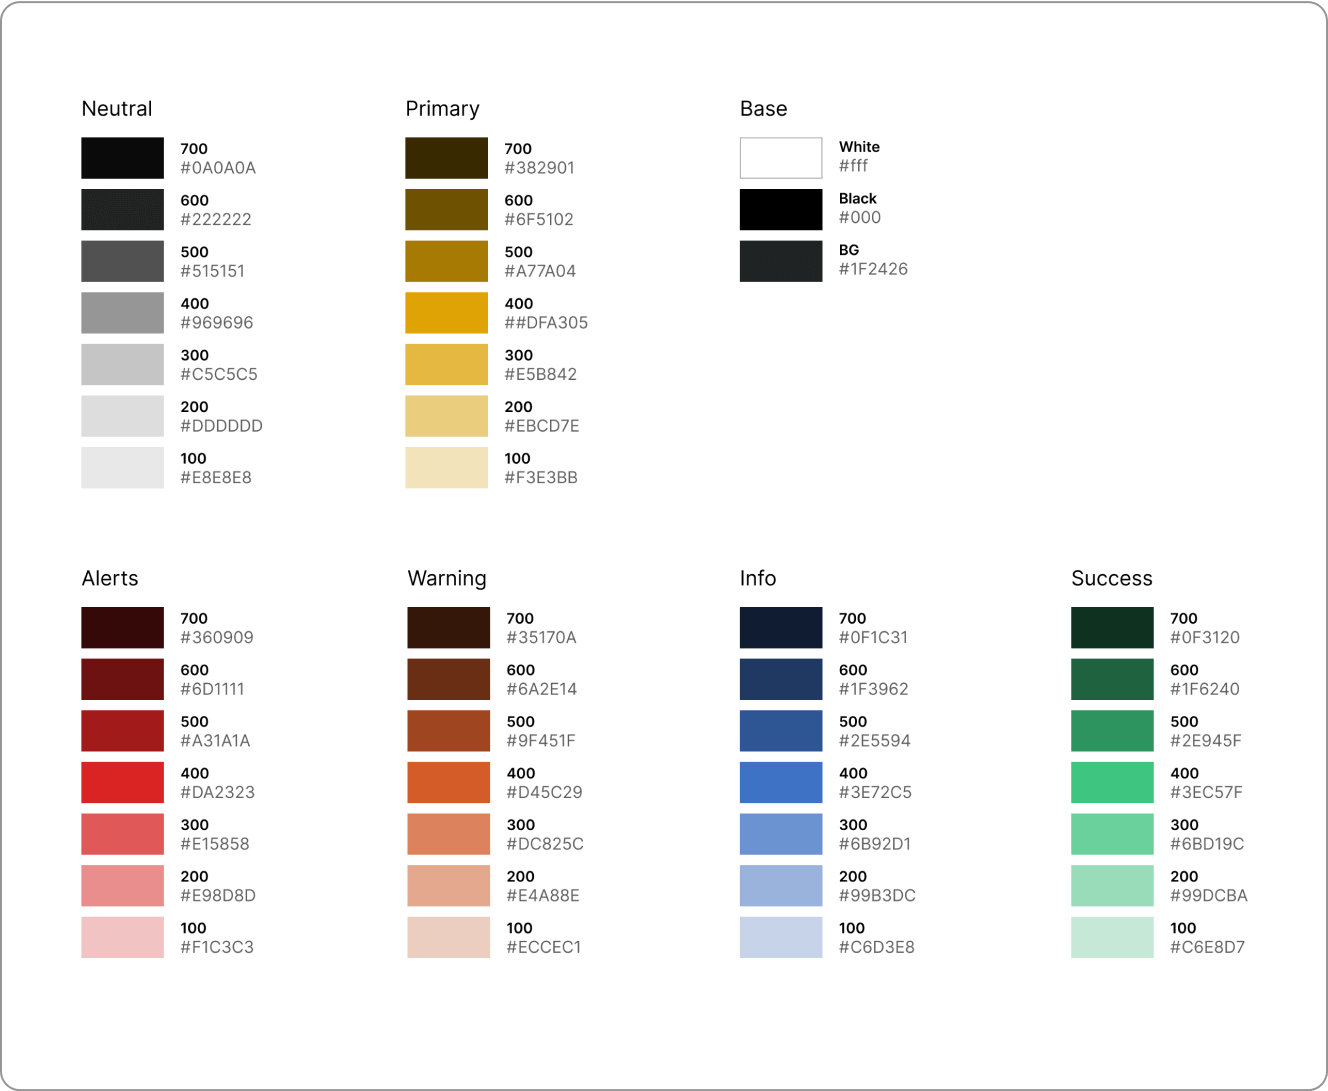 Neutral
700
#0A0A0A
600
#222222
500
#515151
400
#969696
300
#C5C5C5
200
#DDDDDD
100
#E8E8E8
Primary
700
#382901
600
#6F5102
500
#A77A04
400
##DFA305
300
#E5B842
200
#EBCD7E
100
#F3E3BB
Base
White
#fff
Black
#000
BG
#1F2426
Alerts
700
#360909
600
#6D1111
500
#A31A1A
400
#DA2323
300
#E15858
200
#E98D8D
100
#F1C3C3
Warning
700
#35170A
600
#6A2E14
500
#9F451F
400
#D45C29
300
#DC825C
200
#E4A88E
100
#ECCEC1
Info
700
#0F1C31
600
#1F3962
500
#2E5594
400
#3E72C5
300
#6B92D1
200
#99B3DC
100
#C6D3E8
Success
700
#0F3120
600
#1F6240
500
#2E945F
400
#3EC57F
300
#6BD19C
200
#99DCBA
100
#C6E8D7